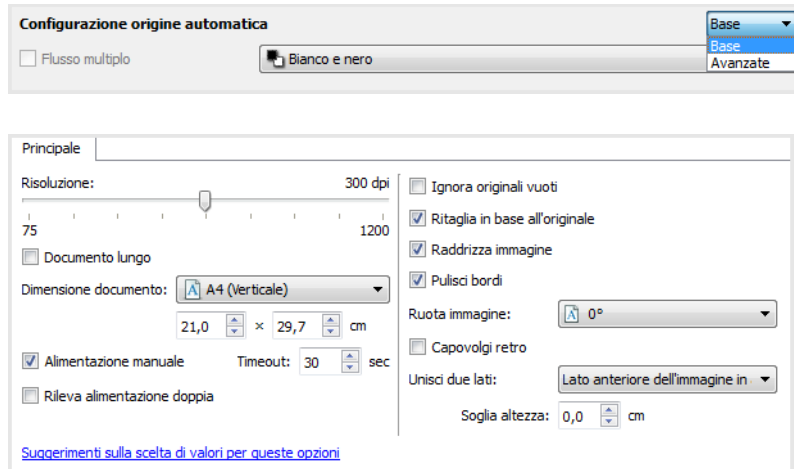 Configurazione origine automatica
Base
Flusso multiplo
Bianco e nero
Base
Avanzate
Principale
Risoluzione: 300 dpi
75 1200
Documento lungo
Dimensione documento: A4 (Verticale)
21,0 × 29,7 cm
Alimentazione manuale Timeout: 30 sec
Rileva alimentazione doppia
Ignora originali vuoti
Ritaglia in base all'originale
Raddrizza immagine
Pulisci bordi
Ruota immagine: 0°
Capovolgi retro
Unisci due lati: Lato anteriore dell'immagine in
Soglia altezza: 0,0 cm
Suggerimenti sulla scelta di valori per queste opzioni